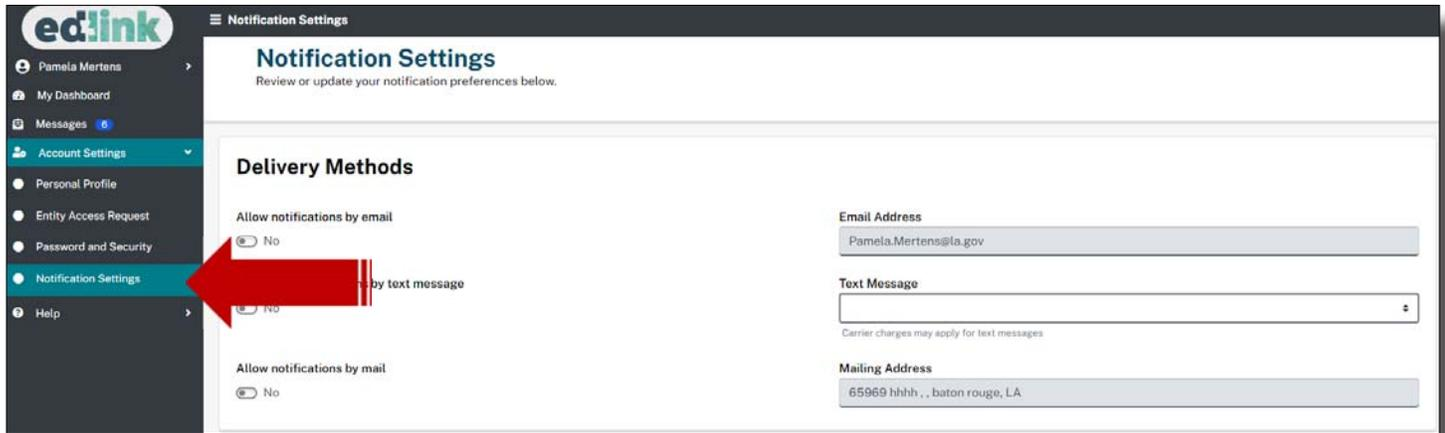 ed:link
Notification Settings
Pamela Mertens
My Dashboard
Messages 6
Account Settings
Personal Profile
Entity Access Request
Password and Security
Notification Settings
Help
Notification Settings
Review or update your notification preferences below.
Delivery Methods
Allow notifications by email
No
Email Address
Pamela.Mertens@la.gov
by text message
No
Text Message
Carrier charges may apply for text messages
Allow notifications by mail
No
Mailing Address
65969 hhhh , , baton rouge, LA